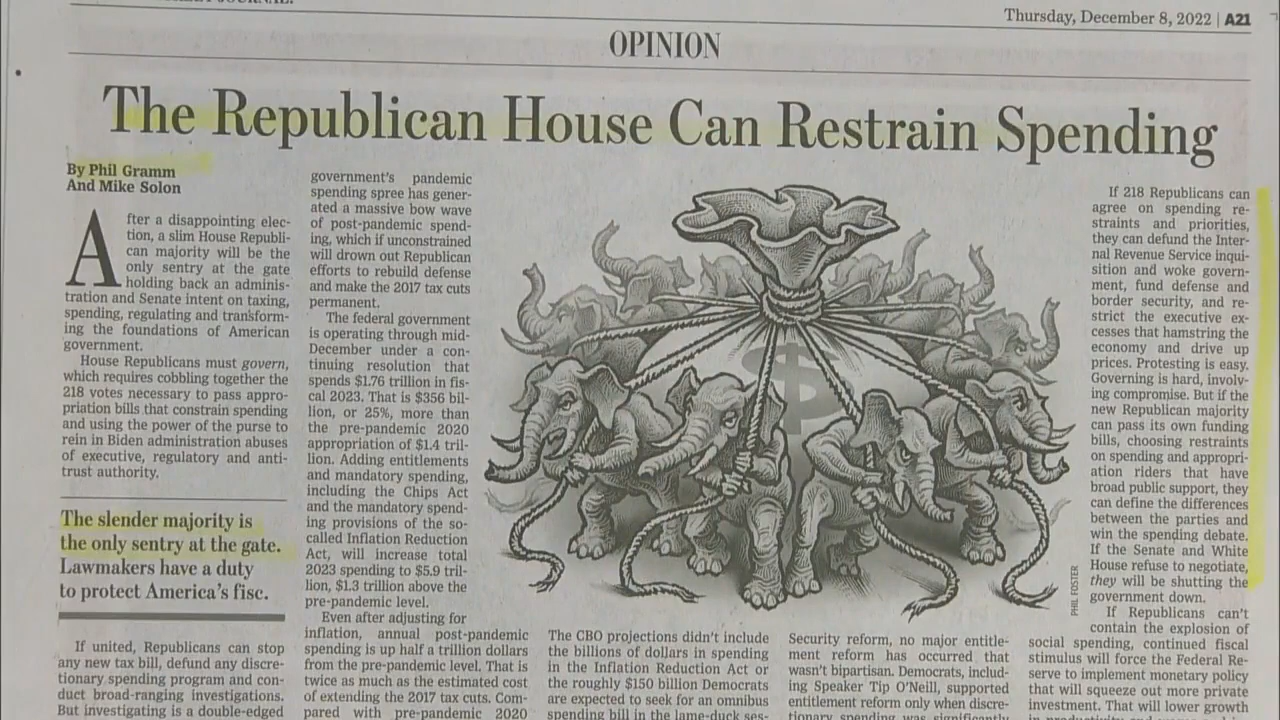 JOURNAL.
Thursday, December 8, 2022 | A21
OPINION
The Republican House Can Restrain Spending
By Phil Gramm
And Mike Solon
After a disappointing elec-
tion, a slim House Republi-
can majority will be the
only sentry at the gate
holding back an adminis-
tration and Senate intent on taxing,
spending, regulating and transform-
ing the foundations of American
government.
House Republicans must govern,
which requires cobbling together the
218 votes necessary to pass appro-
priation bills that constrain spending
and using the power of the purse to
rein in Biden administration abuses
of executive, regulatory and anti-
trust authority.
The slender majority is
the only sentry at the gate.
Lawmakers have a duty
to protect America's fisc.
If united, Republicans can stop
any new tax bill, defund any discre-
tionary spending program and con-
duct broad-ranging investigations.
But investigating is a double-edged
government's pandemic
spending spree has gener-
ated a massive bow wave
of post-pandemic spend-
ing, which if unconstrained
will drown out Republican
efforts to rebuild defense
and make the 2017 tax cuts
permanent.
The federal government
is operating through mid-
December under a con-
tinuing resolution that
spends $1.76 trillion in fis-
cal 2023. That is $356 bil-
lion, or 25%, more than
the pre-pandemic 2020
appropriation of $1.4 tril-
lion. Adding entitlements
and mandatory spending,
including the Chips Act
and the mandatory spend-
ing provisions of the so-
called Inflation Reduction
Act, will increase total
2023 spending to $5.9 tril-
lion, $1.3 trillion above the
pre-pandemic level.
Even after adjusting for
inflation, annual post-pandemic
spending is up half a trillion dollars
from the pre-pandemic level. That is
twice as much as the estimated cost
of extending the 2017 tax cuts. Com-
pared with pre-pandemic 2020
$
PHIL FOSTER
The CBO projections didn't include
the billions of dollars in spending
in the Inflation Reduction Act or
the roughly $150 billion Democrats
are expected to seek for an omnibus
spending bill in the lame-duck ses-
Security reform, no major entitle-
ment reform has occurred that
wasn't bipartisan. Democrats, includ-
ing Speaker Tip O'Neill, supported
entitlement reform only when discre-
tionary spending was significantly
If 218 Republicans can
agree on spending re-
straints and priorities,
they can defund the Inter-
nal Revenue Service inqui-
sition and woke govern-
ment, fund defense and
border security, and re-
strict the executive ex-
cesses that hamstring the
economy and drive up
prices. Protesting is easy.
Governing is hard, involv-
ing compromise. But if the
new Republican majority
can pass its own funding
bills, choosing restraints
on spending and appropri-
ation riders that have
broad public support, they
can define the differences
between the parties and
win the spending debate.
If the Senate and White
House refuse to negotiate,
they will be shutting the
government down.
If Republicans can't
contain the explosion of
social spending, continued fiscal
stimulus will force the Federal Re-
serve to implement monetary policy
that will squeeze out more private
investment. That will lower growth